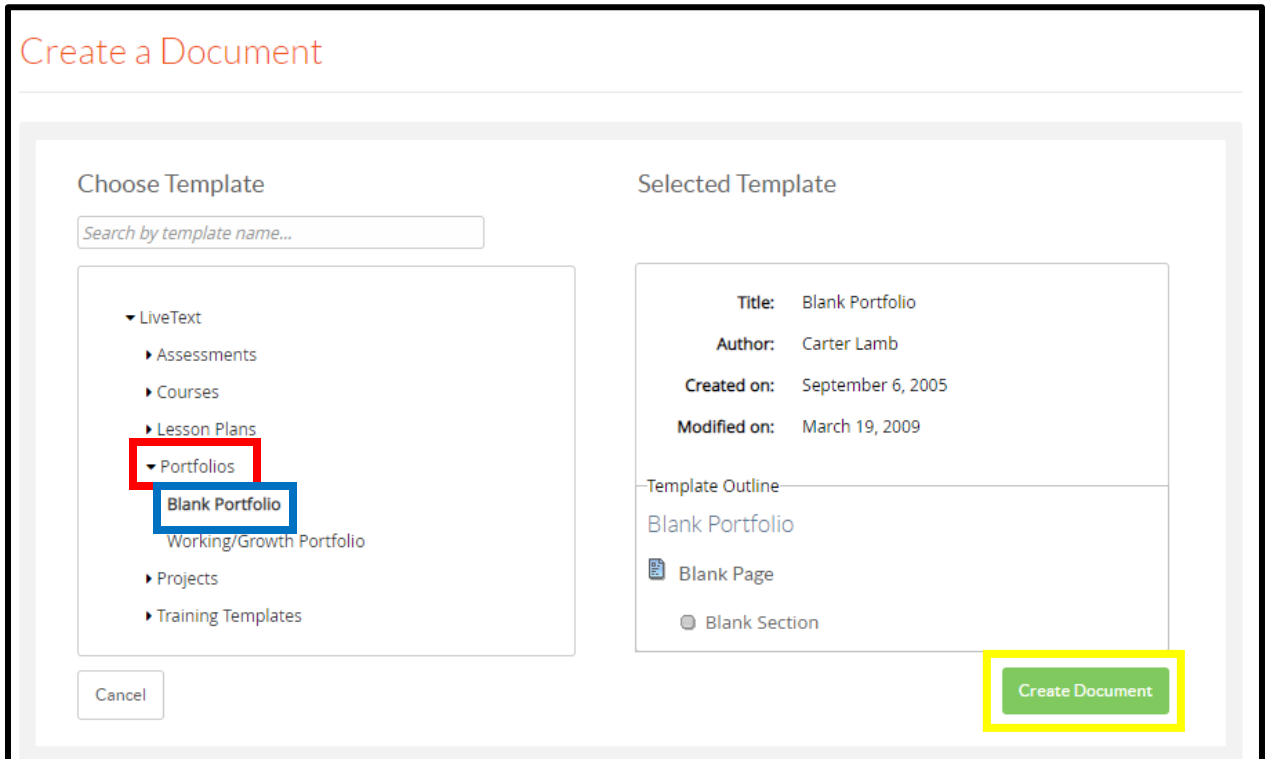 Create a Document
Choose Template
Search by template name...
LiveText
Assessments
Courses
Lesson Plans
Portfolios
Blank Portfolio
Working/Growth Portfolio
Projects
Training Templates
Cancel
Selected Template
Title: Blank Portfolio
Author: Carter Lamb
Created on: September 6, 2005
Modified on: March 19, 2009
Template Outline
Blank Portfolio
Blank Page
Blank Section
Create Document